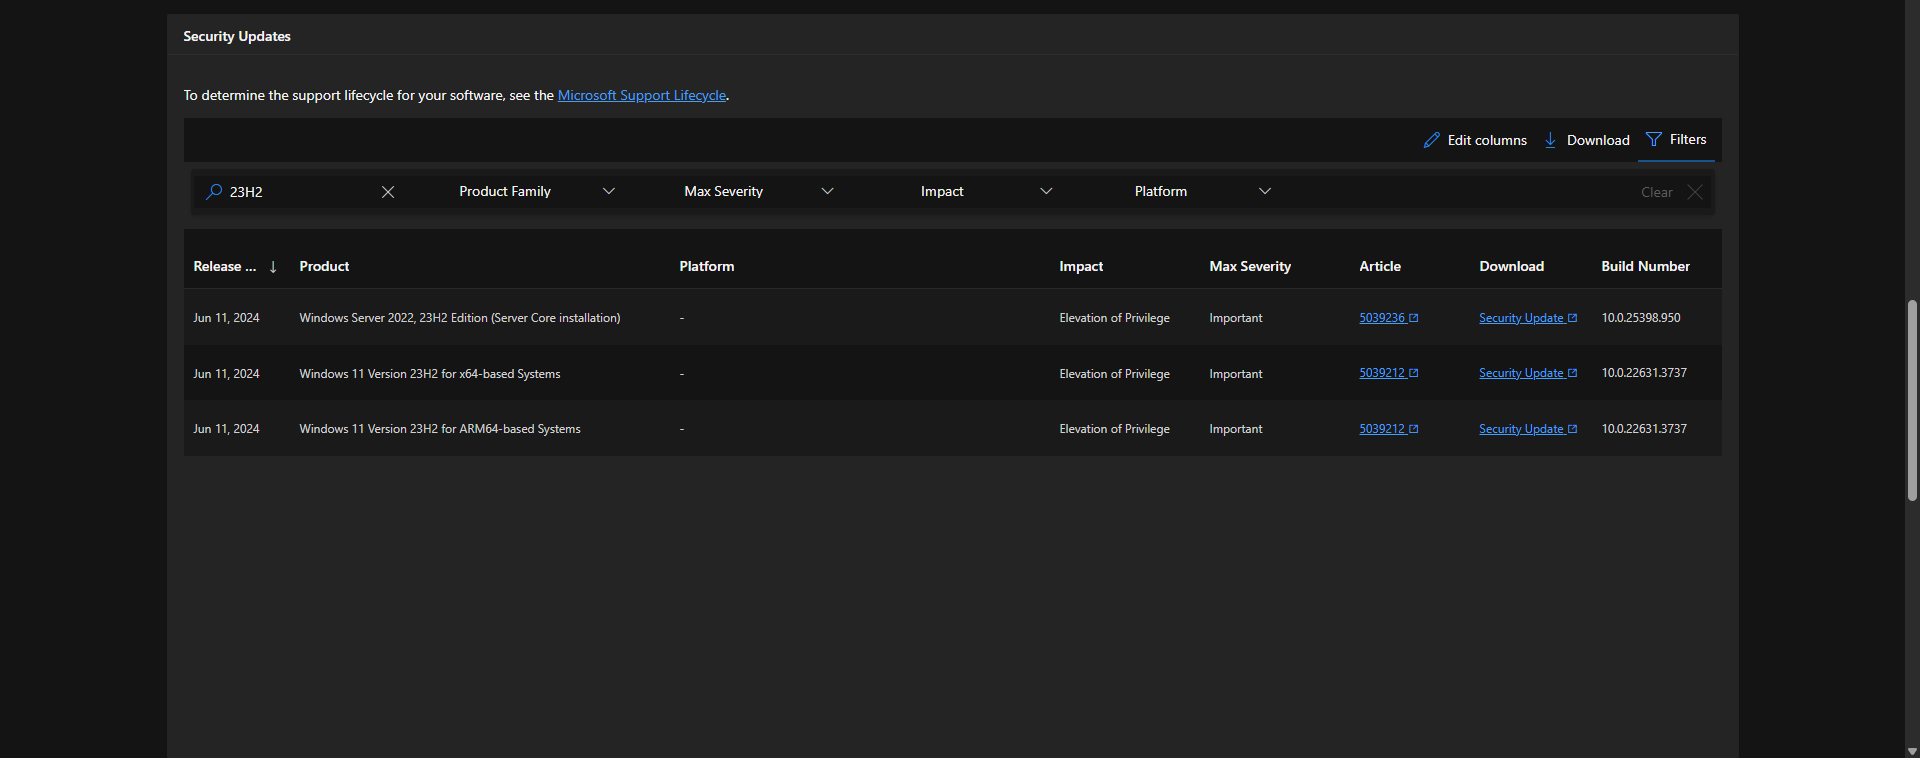 Security Updates
To determine the support lifecycle for your software, see the Microsoft Support Lifecycle.
Edit columns Download Filters
23H2 Product Family Max Severity Impact Platform Clear
Release ... Product Platform Impact Max Severity Article Download Build Number
Jun 11, 2024 Windows Server 2022, 23H2 Edition (Server Core installation) - Elevation of Privilege Important 5039236 Security Update 10.0.25398.950
Jun 11, 2024 Windows 11 Version 23H2 for x64-based Systems - Elevation of Privilege Important 5039212 Security Update 10.0.22631.3737
Jun 11, 2024 Windows 11 Version 23H2 for ARM64-based Systems - Elevation of Privilege Important 5039212 Security Update 10.0.22631.3737